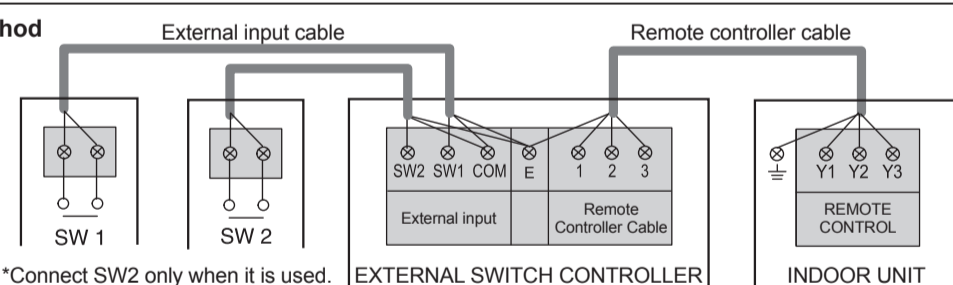 hod
External input cable
Remote controller cable
SW2 SW1 COM E 1 2 3
Y1 Y2 Y3
External input
Remote
Controller Cable
REMOTE
CONTROL
SW 1
SW 2
*Connect SW2 only when it is used.
EXTERNAL SWITCH CONTROLLER
INDOOR UNIT